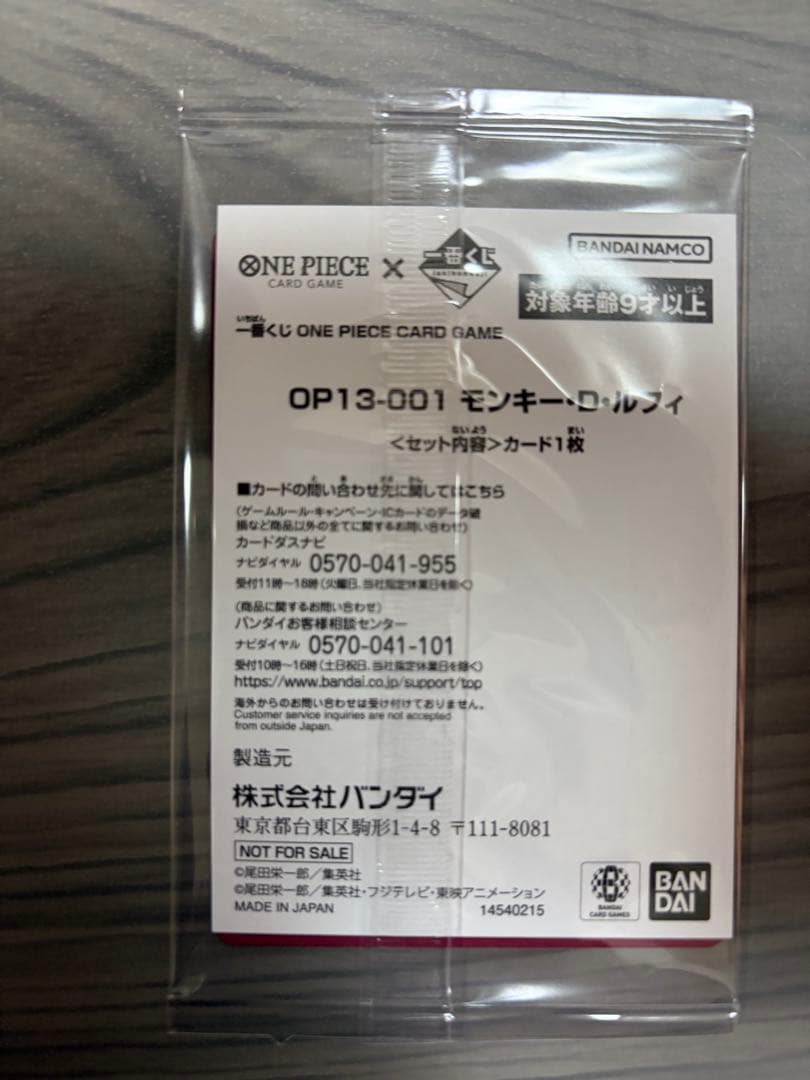 ONE PIECE CARD GAME × 一番くじ
BANDAI NAMCO
対象年齢9才以上
一番くじ ONE PIECE CARD GAME
OP13-001 モンキー・D・ルフィ
<セット内容>カード1枚
■カードの問い合わせ先に関してはこちら
(ゲームルール・キャンペーン・ICカードのデータ破
損など商品以外の全てに関するお問い合わせ)
カードダスナビ
ナビダイヤル 0570-041-955
受付11時〜16時(火曜日、当社指定休業日を除く)
(商品に関するお問い合わせ)
バンダイお客様相談センター
ナビダイヤル 0570-041-101
受付10時〜16時(土日祝日、当社指定休業日を除く)
https://www.bandai.co.jp/support/top
海外からのお問い合わせは受け付けておりません。
Customer service inquiries are not accepted
from outside Japan.
製造元
株式会社バンダイ
東京都台東区駒形1-4-8 〒111-8081
NOT FOR SALE
©尾田栄一郎/集英社
©尾田栄一郎/集英社・フジテレビ・東映アニメーション
MADE IN JAPAN
14540215
BANDAI
CARD GAMES
BAN
DAI